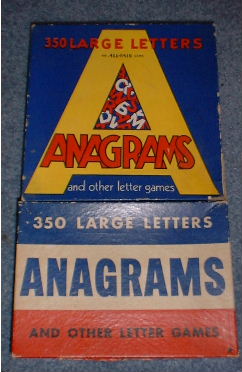 350 LARGE LETTERS
ANAGRAMS
and other letter games
350 LARGE LETTERS
ANAGRAMS
AND OTHER LETTER GAMES